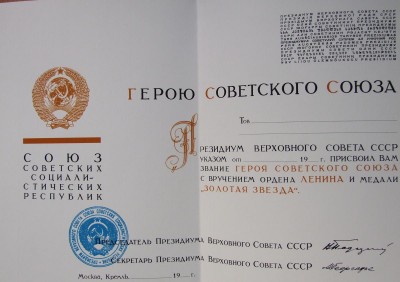 СОЮЗ
СОВЕТСКИХ
СОЦИАЛИ-
СТИЧЕСКИХ
РЕСПУБЛИК
ГЕРОЮ СОВЕТСКОГО СОЮЗА
Тов.
ПРЕЗИДИУМ ВЕРХОВНОГО СОВЕТА СССР
УКАЗОМ от 19 г. ПРИСВОИЛ ВАМ
ЗВАНИЕ ГЕРОЯ СОВЕТСКОГО СОЮЗА
С ВРУЧЕНИЕМ ОРДЕНА ЛЕНИНА И МЕДАЛИ
„ЗОЛОТАЯ ЗВЕЗДА".
Председатель Президиума Верховного Совета СССР
Секретарь Президиума Верховного Совета СССР
Москва, Кремль. 19 г.